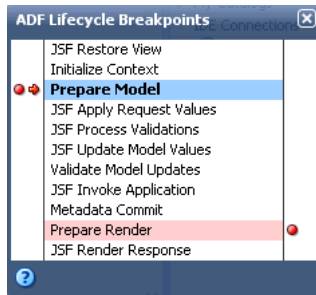 ADF Lifecycle Breakpoints
JSF Restore View
Initialize Context
Prepare Model
JSF Apply Request Values
JSF Process Validations
JSF Update Model Values
Validate Model Updates
JSF Invoke Application
Metadata Commit
Prepare Render
JSF Render Response